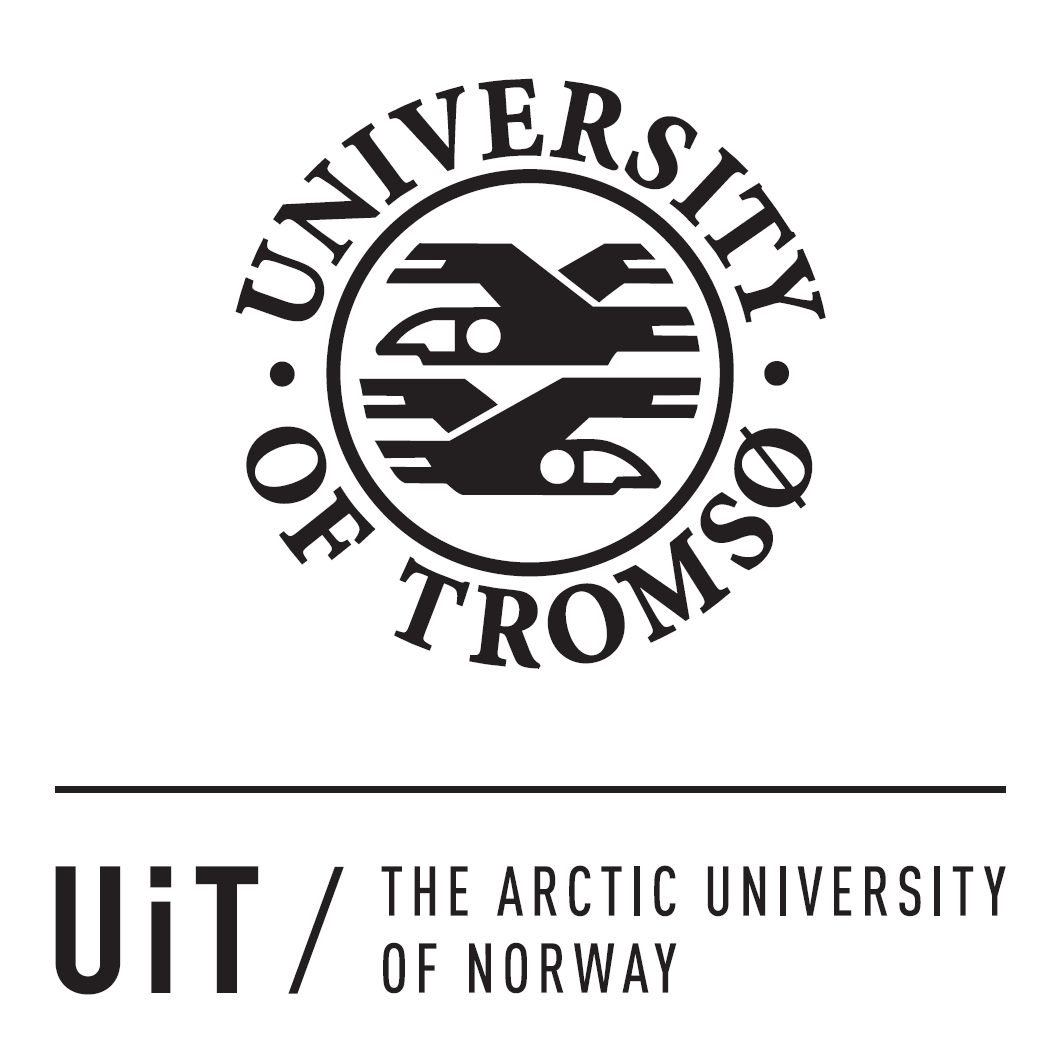 UNIVERSITY
• OF TROMSØ •
UiT / THE ARCTIC UNIVERSITY
OF NORWAY